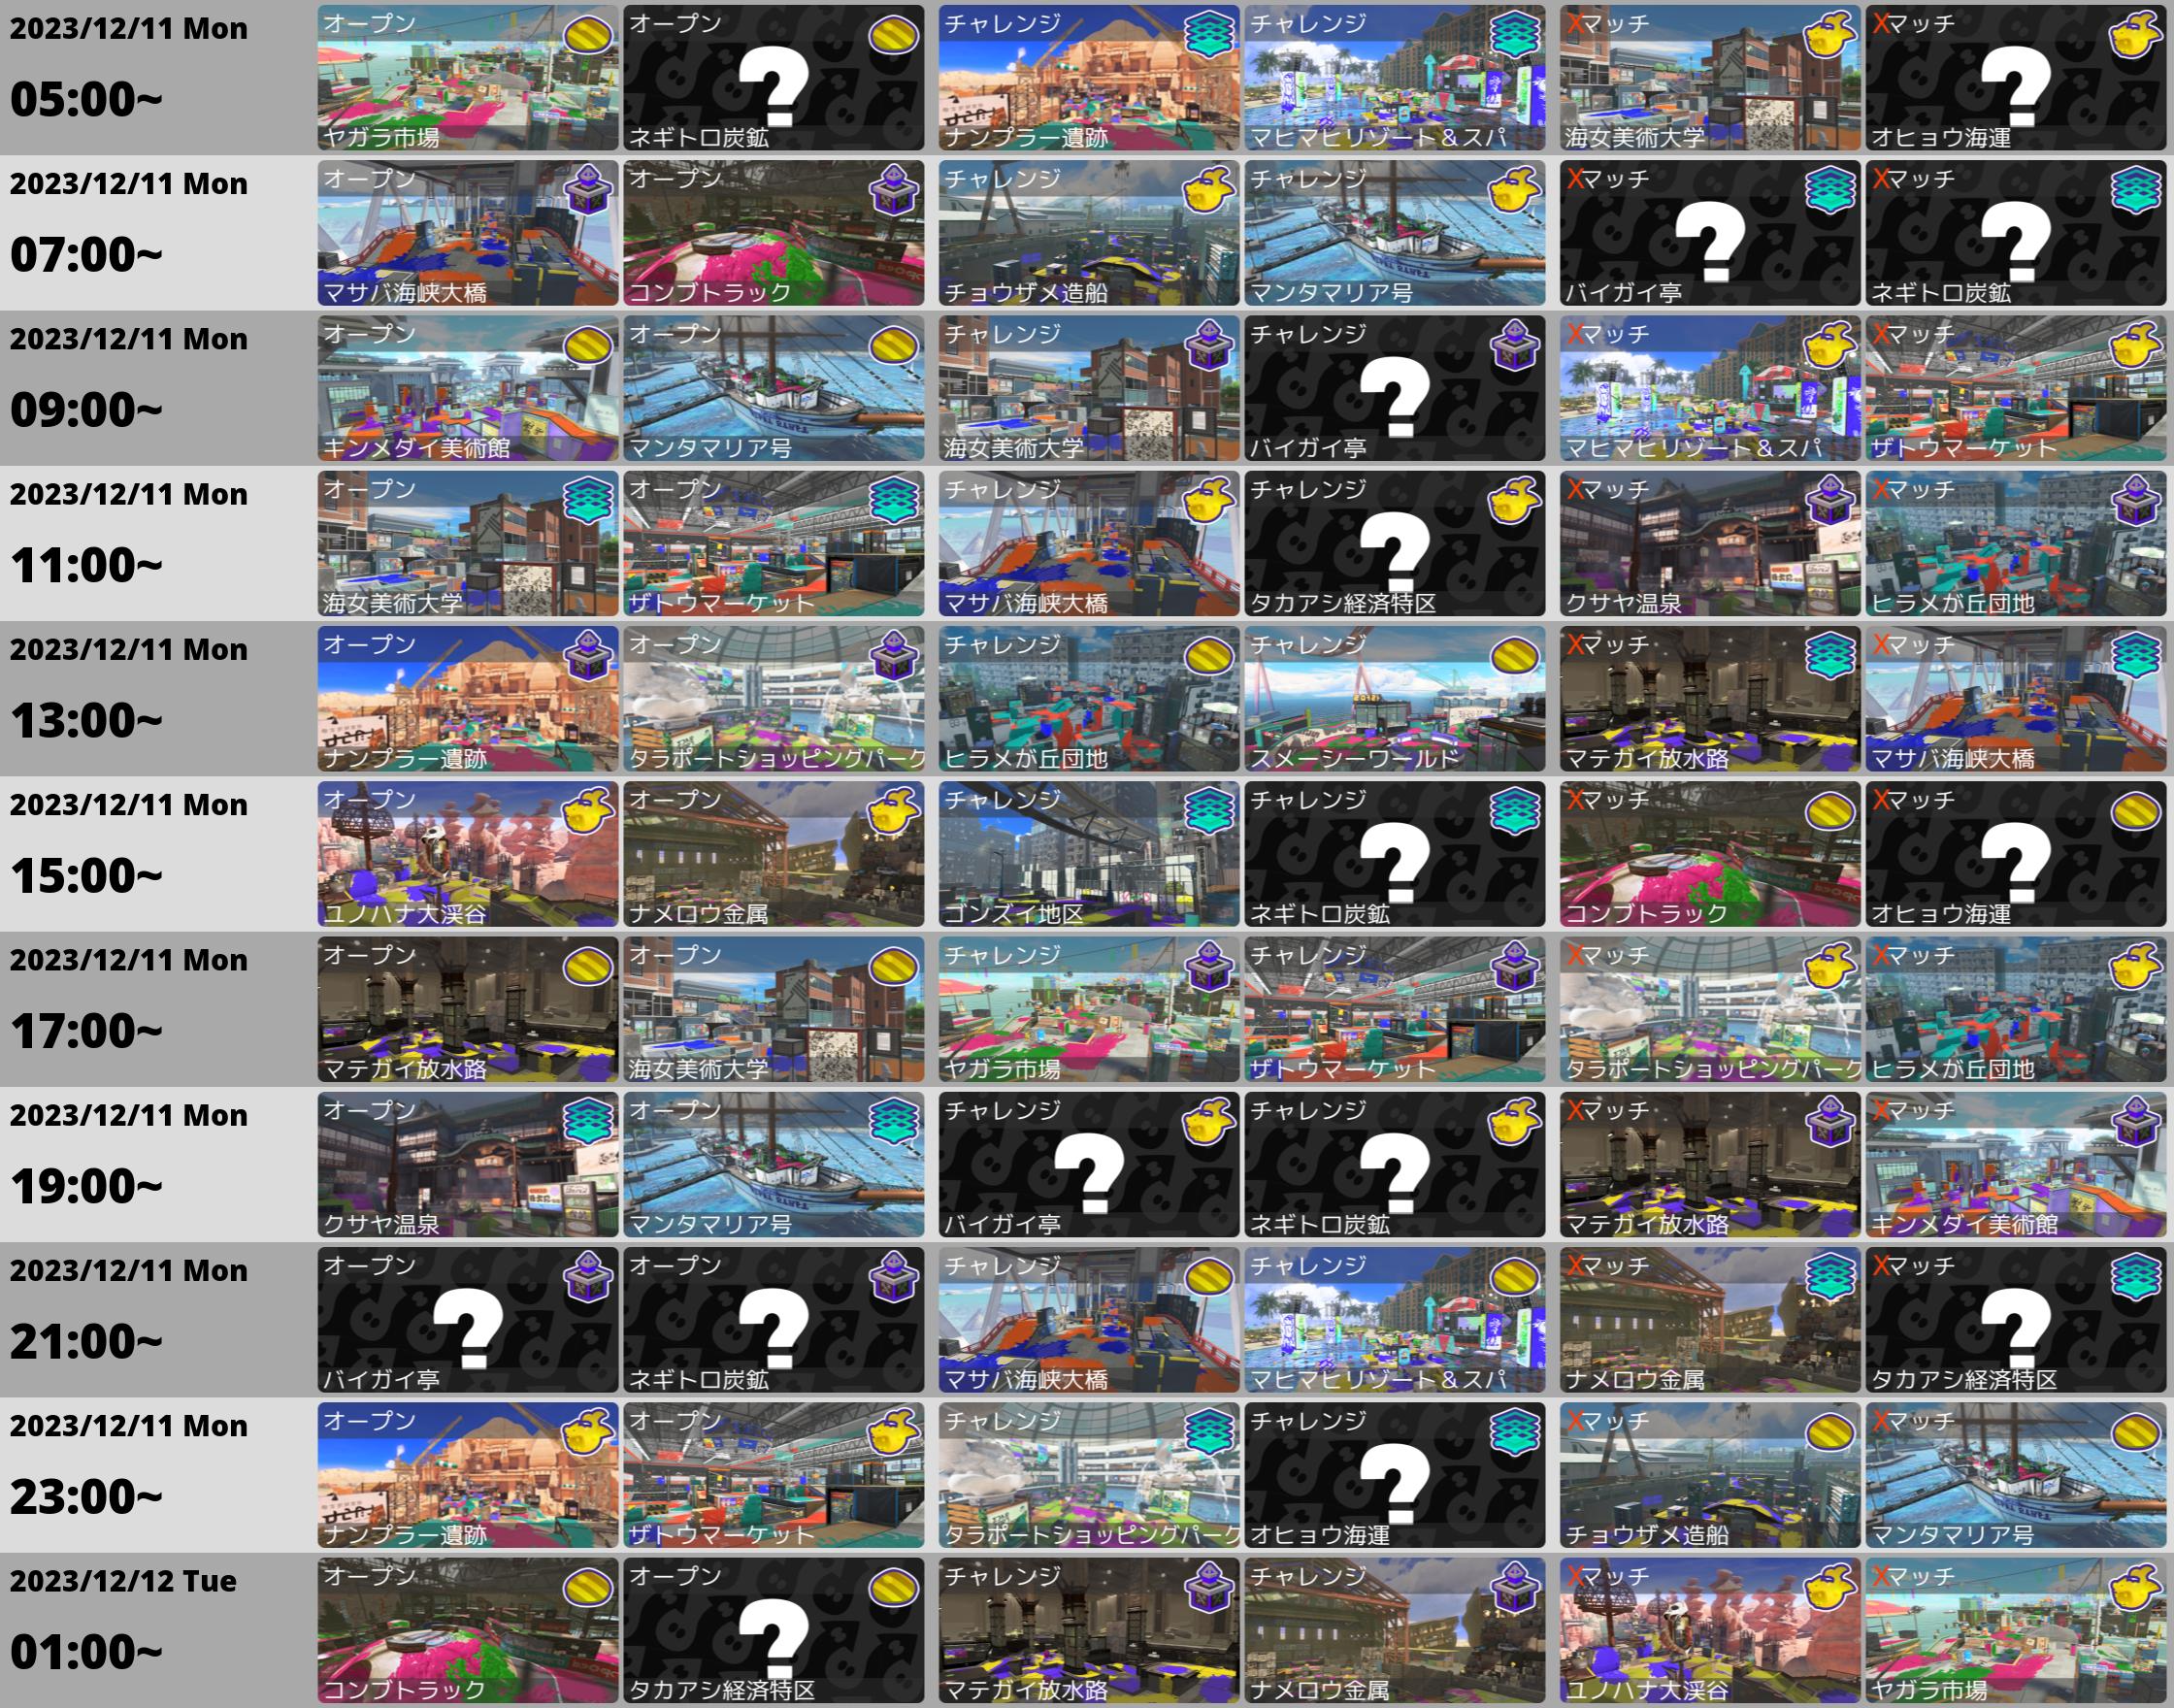 2023/12/11 Mon
05:00~
オープン オープン チャレンジ チャレンジ Xマッチ Xマッチ
ヤガラ市場 ネギトロ炭鉱 ナンプラー遺跡 マヒマヒリゾート＆スパ 海女美術大学 オヒョウ海運
2023/12/11 Mon
07:00~
オープン オープン チャレンジ チャレンジ Xマッチ Xマッチ
マサバ海峡大橋 コンブトラック チョウザメ造船 マンタマリア号 バイガイ亭 ネギトロ炭鉱
2023/12/11 Mon
09:00~
オープン オープン チャレンジ チャレンジ Xマッチ Xマッチ
キンメダイ美術館 マンタマリア号 海女美術大学 バイガイ亭 マヒマヒリゾート＆スパ ザトウマーケット
2023/12/11 Mon
11:00~
オープン オープン チャレンジ チャレンジ Xマッチ Xマッチ
海女美術大学 ザトウマーケット マサバ海峡大橋 タカアシ経済特区 クサヤ温泉 ヒラメが丘団地
2023/12/11 Mon
13:00~
オープン オープン チャレンジ チャレンジ Xマッチ Xマッチ
ナンプラー遺跡 タラポートショッピングパーク ヒラメが丘団地 スメーシーワールド マテガイ放水路 マサバ海峡大橋
2023/12/11 Mon
15:00~
オープン オープン チャレンジ チャレンジ Xマッチ Xマッチ
ユノハナ大渓谷 ナメロウ金属 ゴンズイ地区 ネギトロ炭鉱 コンブトラック オヒョウ海運
2023/12/11 Mon
17:00~
オープン オープン チャレンジ チャレンジ Xマッチ Xマッチ
マテガイ放水路 海女美術大学 ヤガラ市場 ザトウマーケット タラポートショッピングパーク ヒラメが丘団地
2023/12/11 Mon
19:00~
オープン オープン チャレンジ チャレンジ Xマッチ Xマッチ
クサヤ温泉 マンタマリア号 バイガイ亭 ネギトロ炭鉱 マテガイ放水路 キンメダイ美術館
2023/12/11 Mon
21:00~
オープン オープン チャレンジ チャレンジ Xマッチ Xマッチ
バイガイ亭 ネギトロ炭鉱 マサバ海峡大橋 マヒマヒリゾート＆スパ ナメロウ金属 タカアシ経済特区
2023/12/11 Mon
23:00~
オープン オープン チャレンジ チャレンジ Xマッチ Xマッチ
ナンプラー遺跡 ザトウマーケット タラポートショッピングパーク オヒョウ海運 チョウザメ造船 マンタマリア号
2023/12/12 Tue
01:00~
オープン オープン チャレンジ チャレンジ Xマッチ Xマッチ
コンブトラック タカアシ経済特区 マテガイ放水路 ナメロウ金属 ユノハナ大渓谷 ヤガラ市場